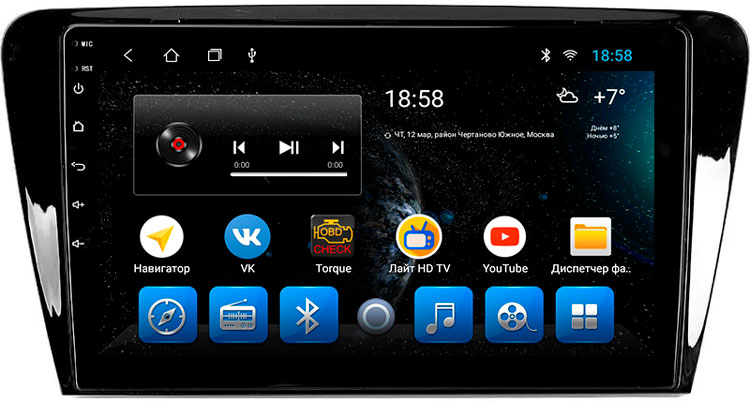 MIC
18:58
RST
18:58
+7°
ЧТ, 12 мар, район Чертаново Южное, Москва
Днём +8°
Ночью +5°
0:00
0:00
OBD
CHECK
Навигатор
VK
Torque
Лайт HD TV
YouTube
Диспетчер фа..